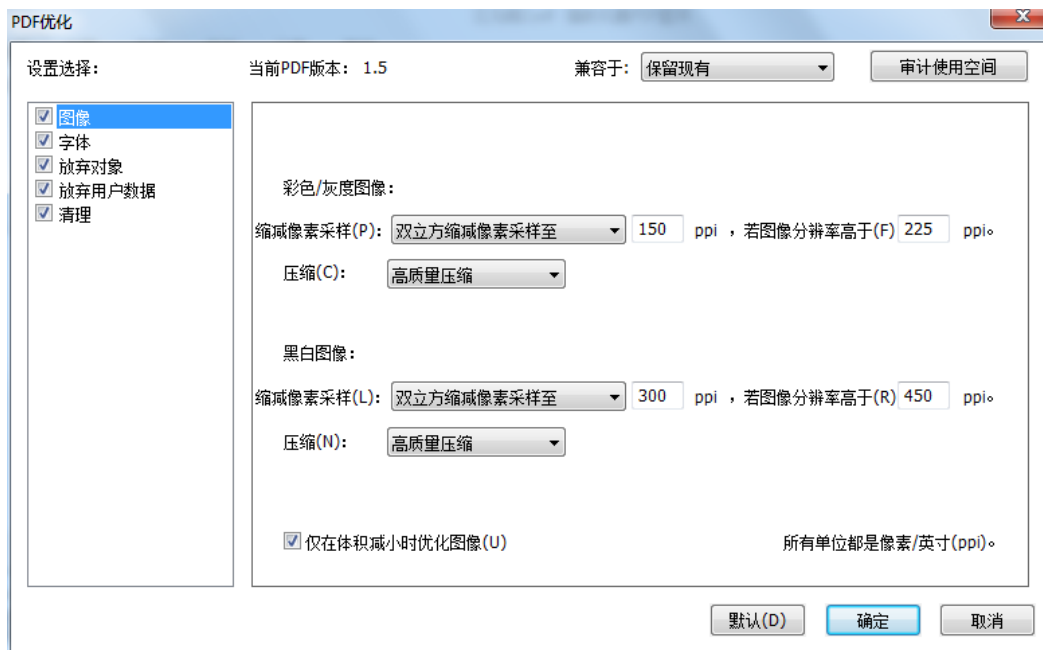 PDF优化
设置选择: 当前PDF版本: 1.5 兼容于: 保留现有 审计使用空间
图像
字体
放弃对象
放弃用户数据
清理
彩色/灰度图像:
缩减像素采样(P): 双立方缩减像素采样至 150 ppi ，若图像分辨率高于(F) 225 ppi。
压缩(C): 高质量压缩
黑白图像:
缩减像素采样(L): 双立方缩减像素采样至 300 ppi ，若图像分辨率高于(R) 450 ppi。
压缩(N): 高质量压缩
仅在体积减小时优化图像(U) 所有单位都是像素/英寸(ppi)。
默认(D) 确定 取消